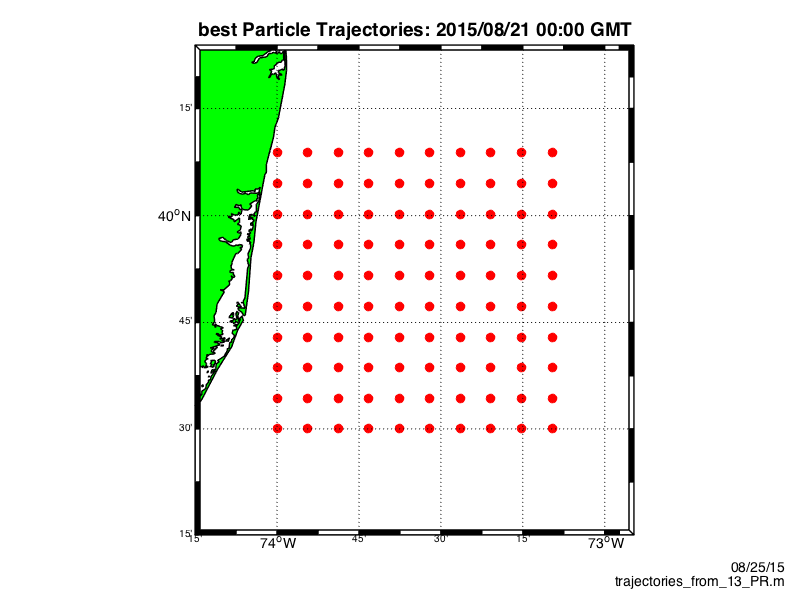 best Particle Trajectories: 2015/08/21 00:00 GMT
15'
40°N
45'
30'
15'
15' 74°W 45' 30' 15' 73°W
08/25/15
trajectories_from_13_PR.m